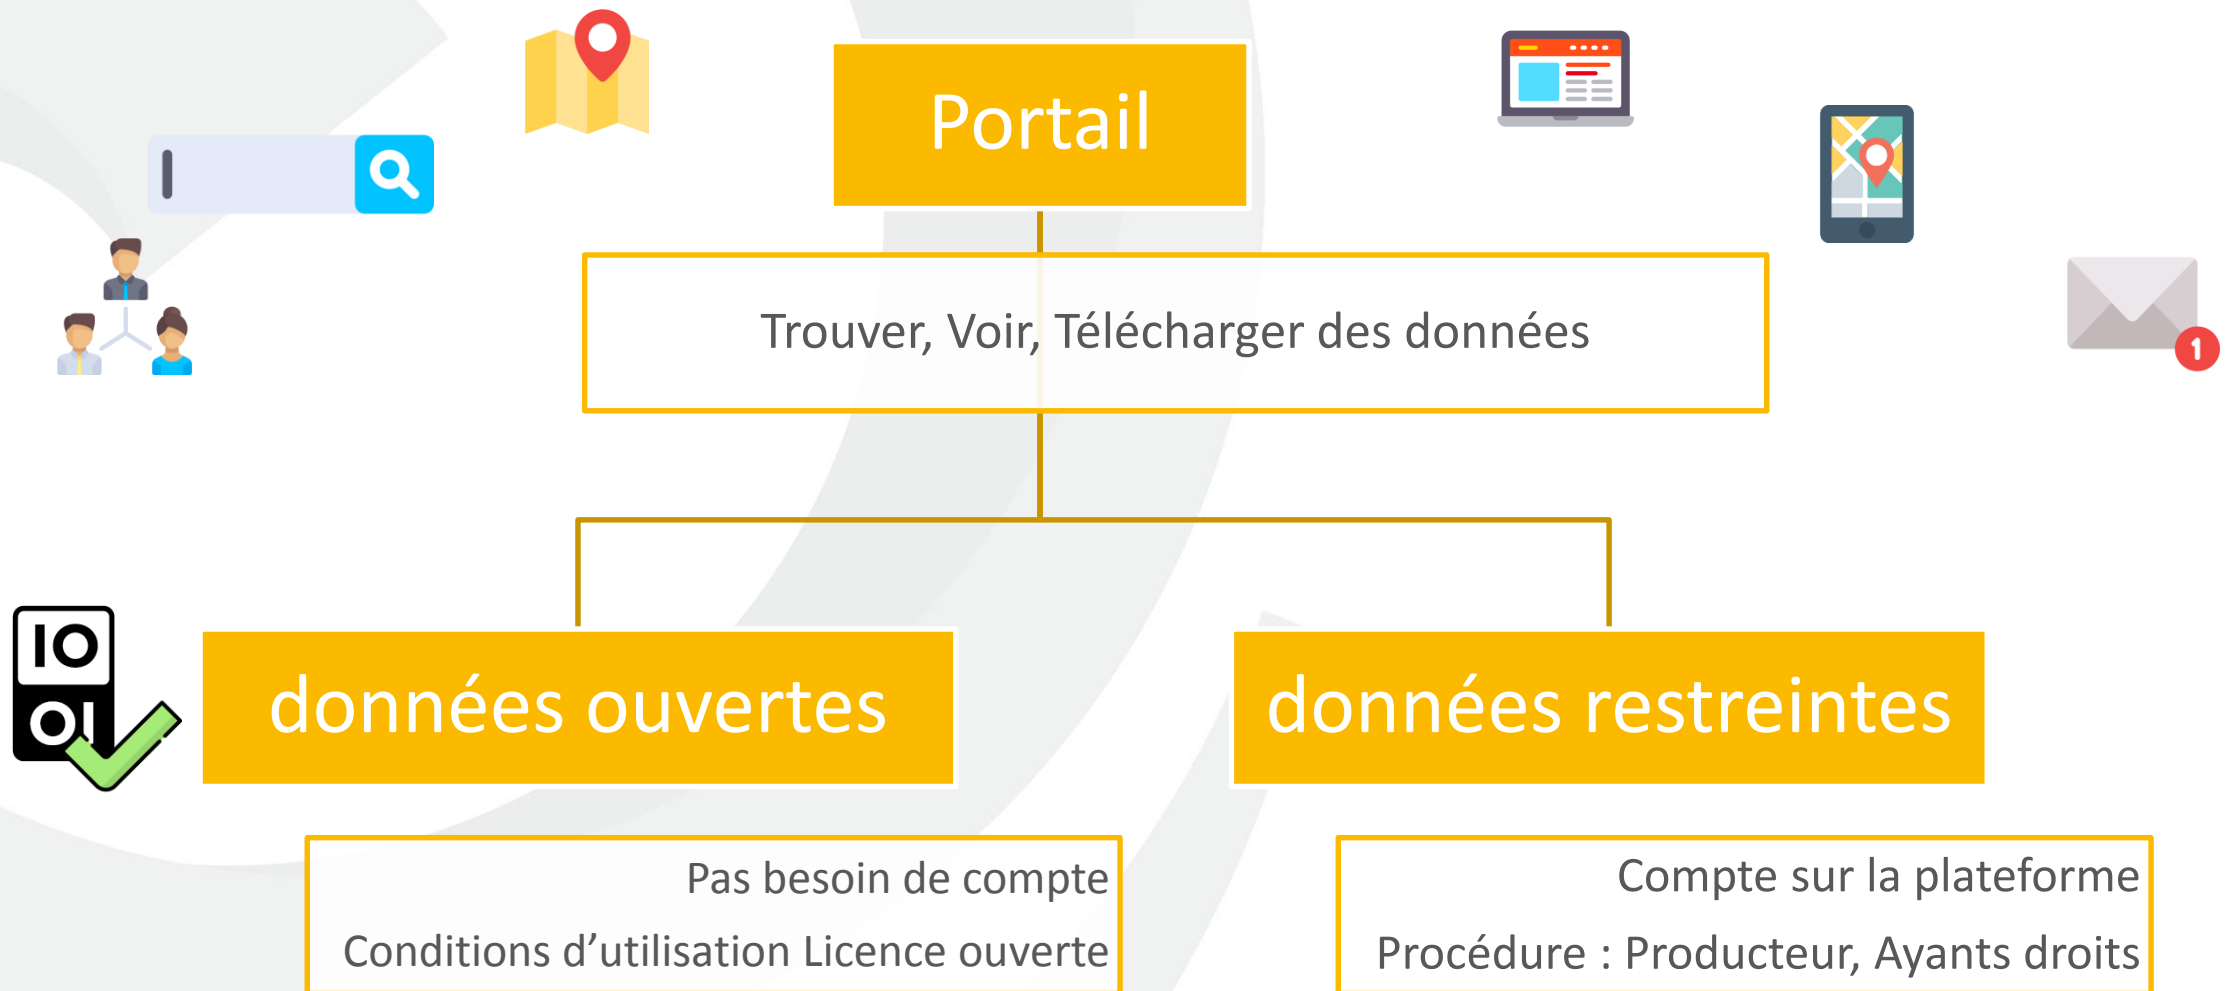 Portail
1
Trouver, Voir, Télécharger des données
IO
OI
données ouvertes
données restreintes
Pas besoin de compte
Conditions d’utilisation Licence ouverte
Compte sur la plateforme
Procédure : Producteur, Ayants droits